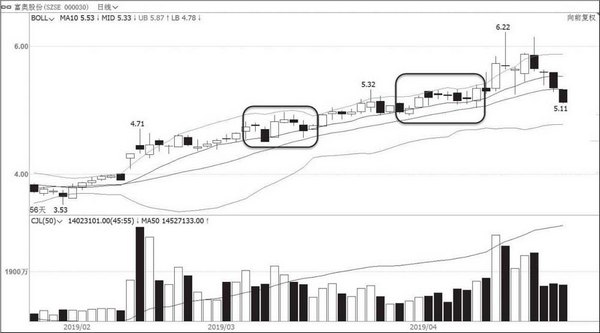 富奥股份(SZSE 000030) 日线
向前复权
BOLL MA10 5.53↓ MID 5.33 UB 5.87↑ LB 4.78↓
6.00
6.22
5.32
4.71
5.11
4.00
56天
3.53
CJL(50) 14023101.00(45:55)↓ MA50 14527133.00↑
1900万
2019/02
2019/03
2019/04